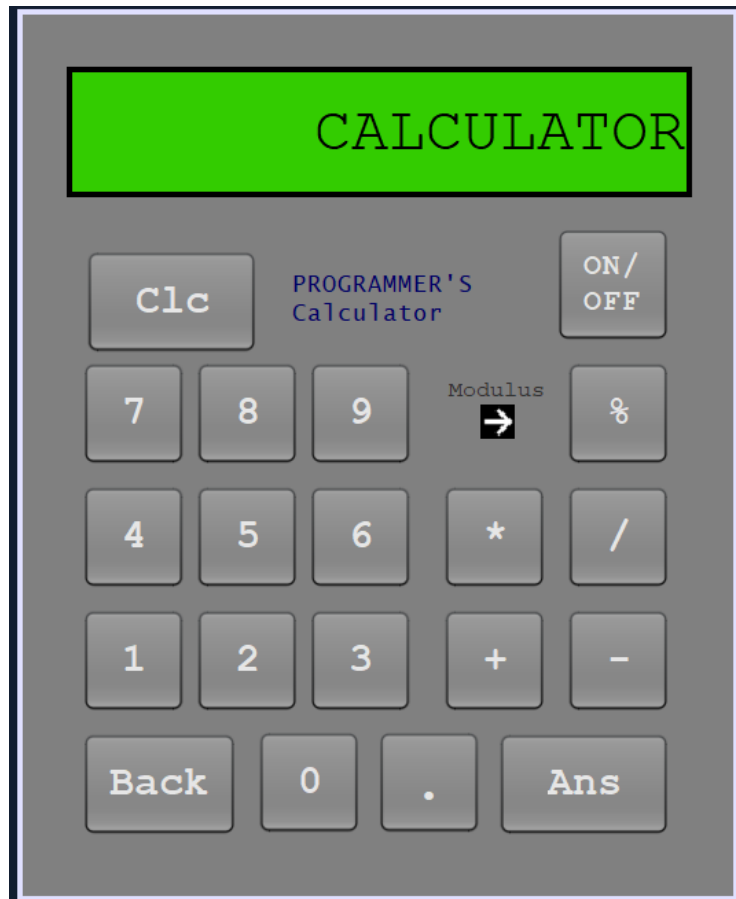 CALCULATOR
Clc
PROGRAMMER'S
Calculator
ON/
OFF
7 8 9
Modulus
%
4 5 6 * /
1 2 3 + -
Back 0 . Ans